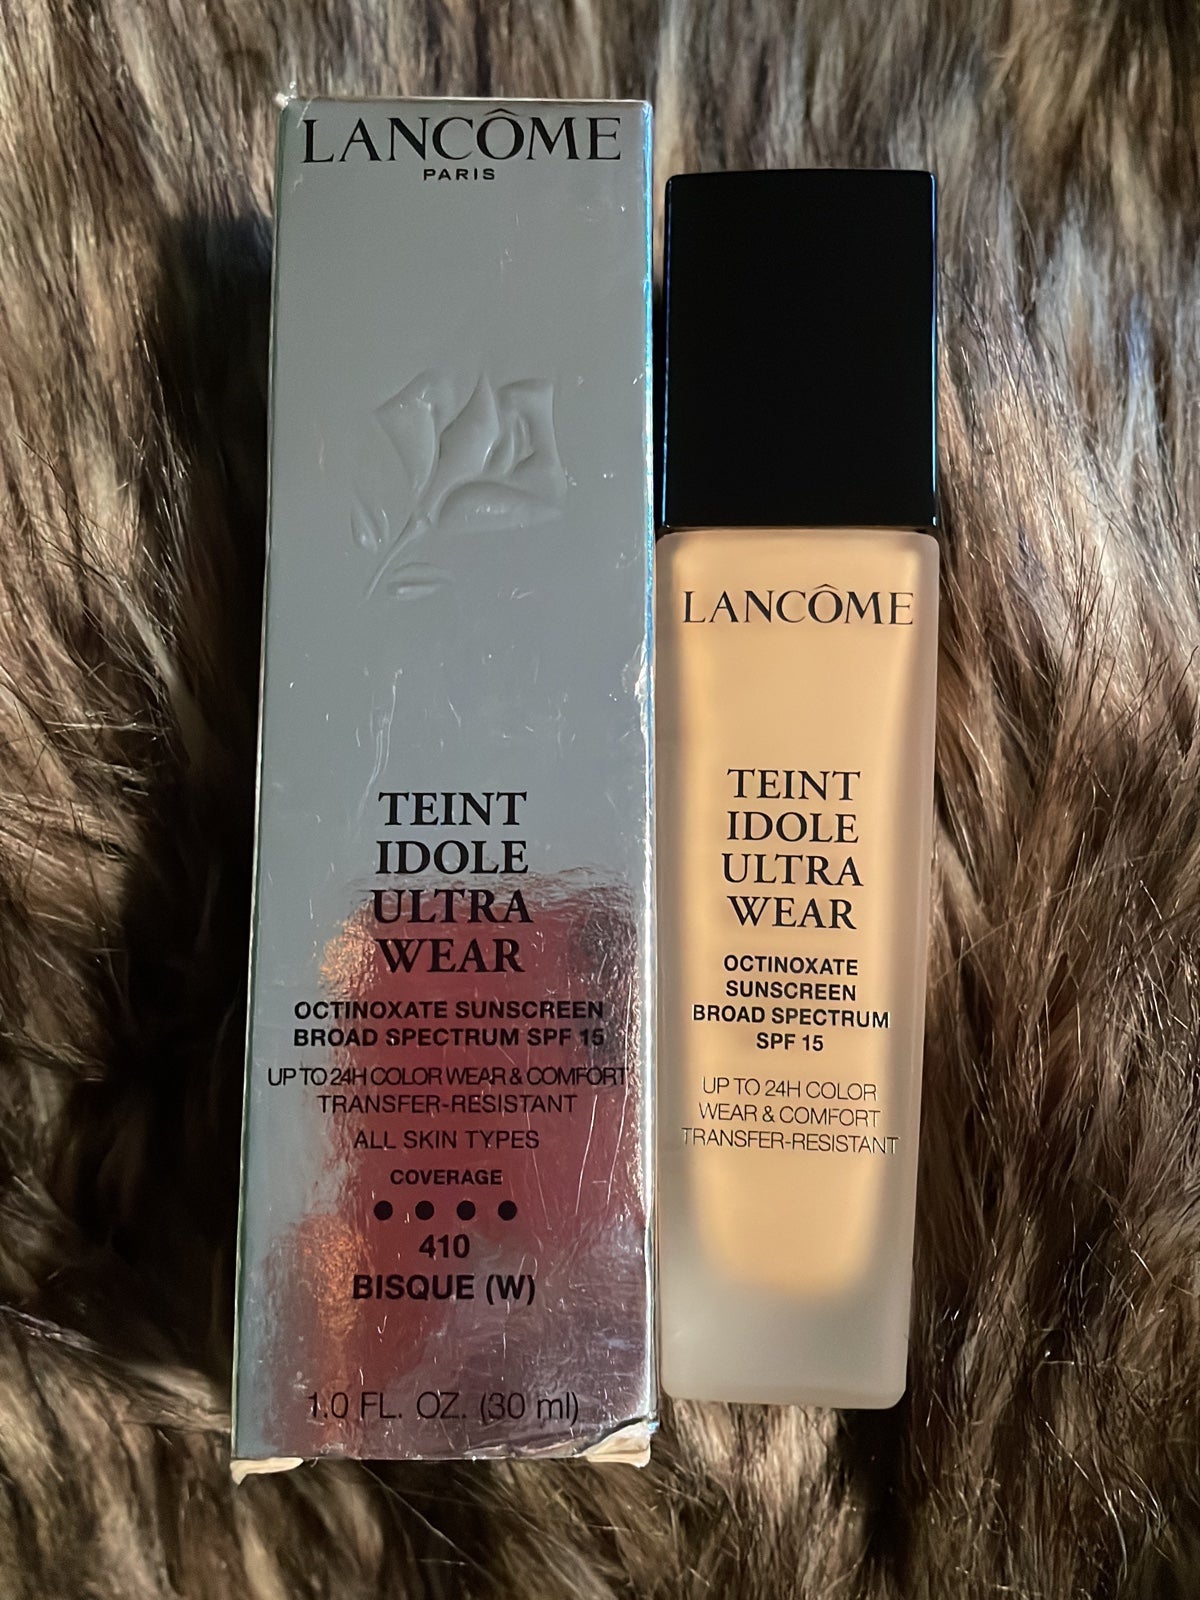 LANCÔME
PARIS
TEINT
IDOLE
ULTRA
WEAR
OCTINOXATE SUNSCREEN
BROAD SPECTRUM SPF 15
UP TO 24H COLOR WEAR & COMFORT
TRANSFER-RESISTANT
ALL SKIN TYPES
COVERAGE
410
BISQUE (W)
1.0 FL. OZ. (30 ml)
LANCÔME
TEINT
IDOLE
ULTRA
WEAR
OCTINOXATE
SUNSCREEN
BROAD SPECTRUM
SPF 15
UP TO 24H COLOR
WEAR & COMFORT
TRANSFER-RESISTANT